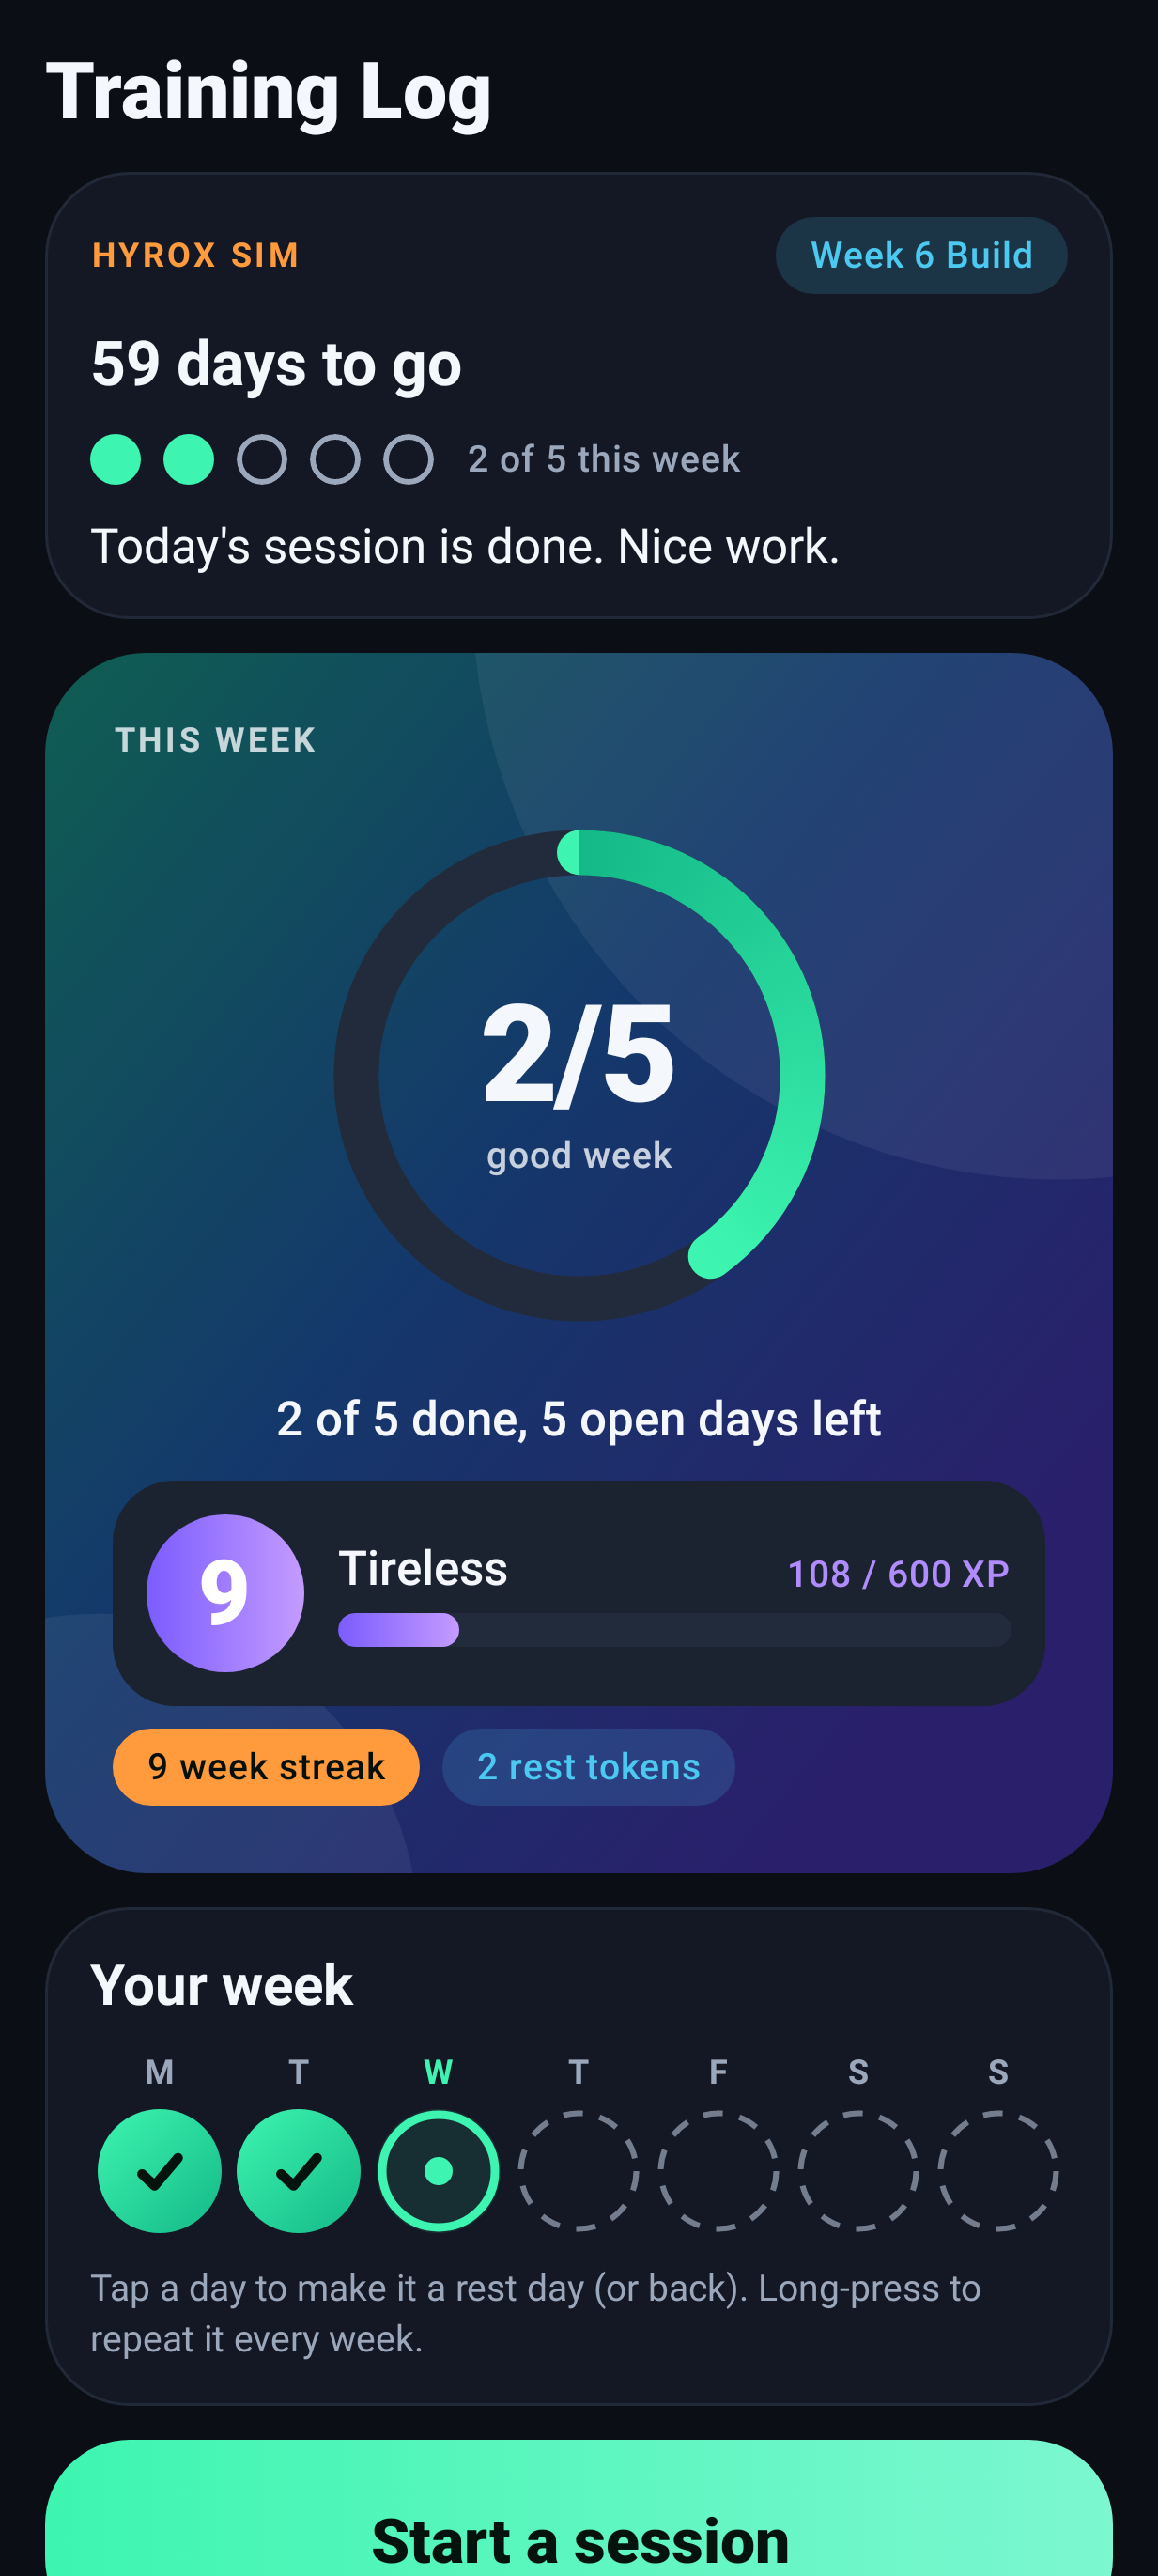 Training Log
HYROX SIM
Week 6 Build
59 days to go
2 of 5 this week
Today's session is done. Nice work.
THIS WEEK
2/5
good week
2 of 5 done, 5 open days left
9
Tireless
108 / 600 XP
9 week streak
2 rest tokens
Your week
M T W T F S S
Tap a day to make it a rest day (or back). Long-press to
repeat it every week.
Start a session